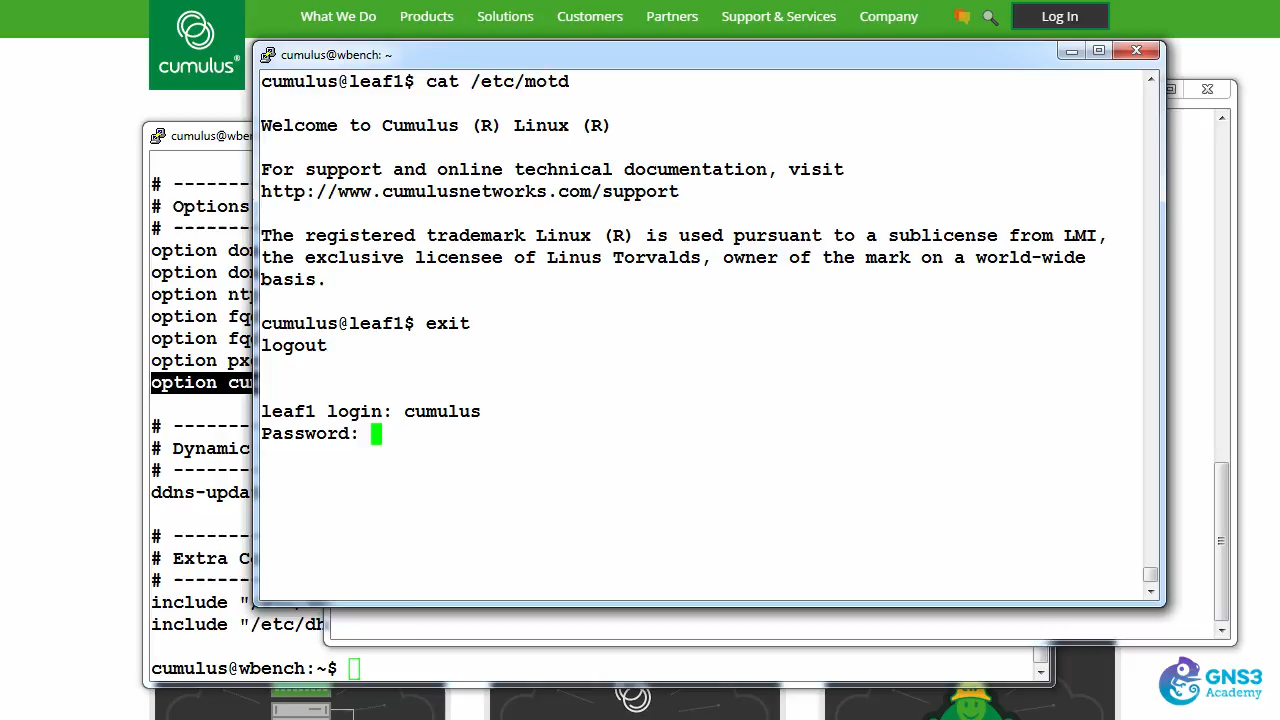 What We Do Products Solutions Customers Partners Support & Services Company Log In
cumulus®
cumulus@wbench: ~
cumulus@leaf1$ cat /etc/motd
Welcome to Cumulus (R) Linux (R)
For support and online technical documentation, visit
http://www.cumulusnetworks.com/support
The registered trademark Linux (R) is used pursuant to a sublicense from LMI,
the exclusive licensee of Linus Torvalds, owner of the mark on a world-wide
basis.
cumulus@leaf1$ exit
logout
leaf1 login: cumulus
Password:
cumulus@wben
# -------
# Options
# -------
option do
option do
option nt
option fq
option fq
option px
option cu
# -------
# Dynamic
# -------
ddns-upda
# -------
# Extra C
# -------
include "/
include "/etc/dh
cumulus@wbench:~$
GNS3
Academy